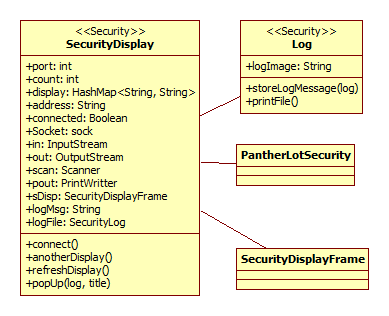 <<Security>>
SecurityDisplay
+port: int
+count: int
+display: HashMap<String, String>
+address: String
+connected: Boolean
+Socket: sock
+in: InputStream
+out: OutputStream
+scan: Scanner
+pout: PrintWritter
+sDisp: SecurityDisplayFrame
+logMsg: String
+logFile: SecurityLog
+connect()
+anotherDisplay()
+refreshDisplay()
+popUp(log, title)
<<Security>>
Log
+logImage: String
+storeLogMessage(log)
+printFile()
PantherLotSecurity
SecurityDisplayFrame